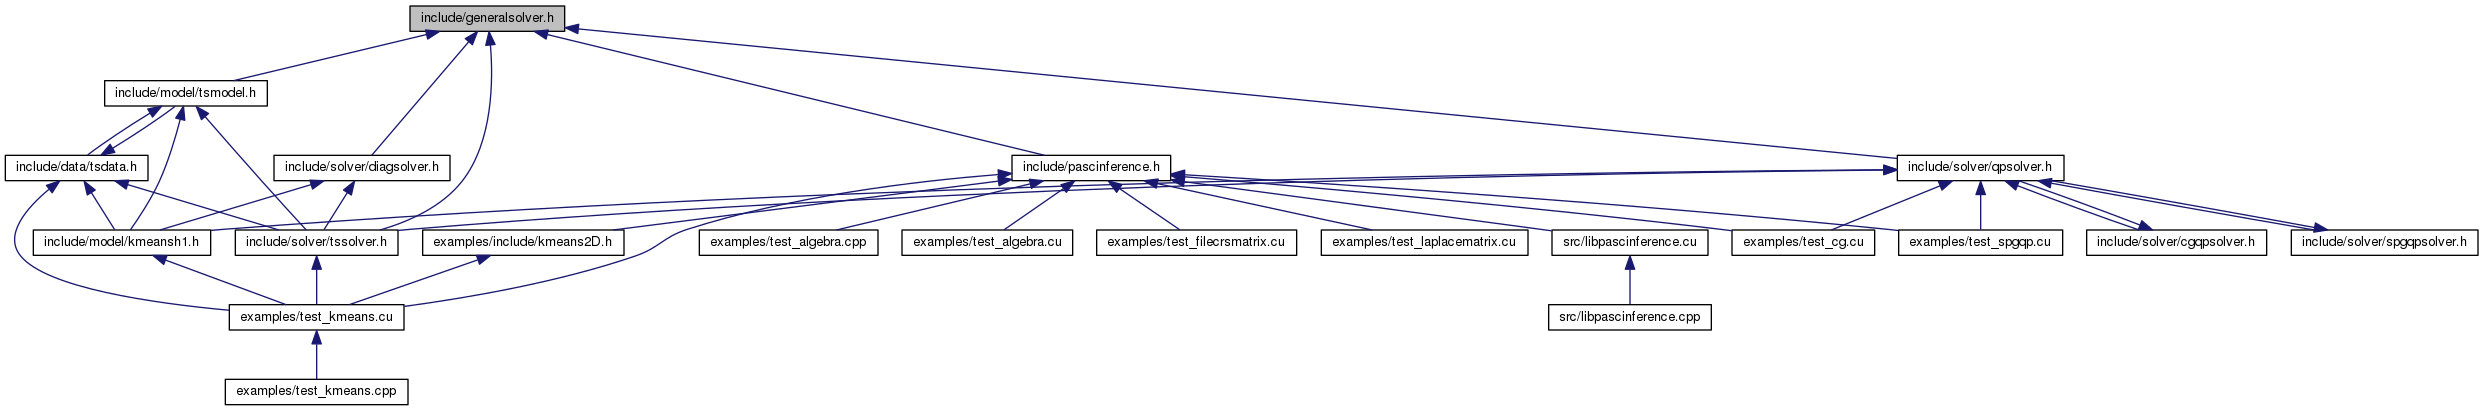 include/generalsolver.h
include/model/tsmodel.h
include/data/tsdata.h
include/solver/diagsolver.h
include/pascinference.h
include/solver/qpsolver.h
include/model/kmeansh1.h
include/solver/tssolver.h
examples/include/kmeans2D.h
examples/test_algebra.cpp
examples/test_algebra.cu
examples/test_filecrsmatrix.cu
examples/test_laplacematrix.cu
src/libpascinference.cu
examples/test_cg.cu
examples/test_spgqp.cu
include/solver/cgqpsolver.h
include/solver/spgqpsolver.h
examples/test_kmeans.cu
src/libpascinference.cpp
examples/test_kmeans.cpp